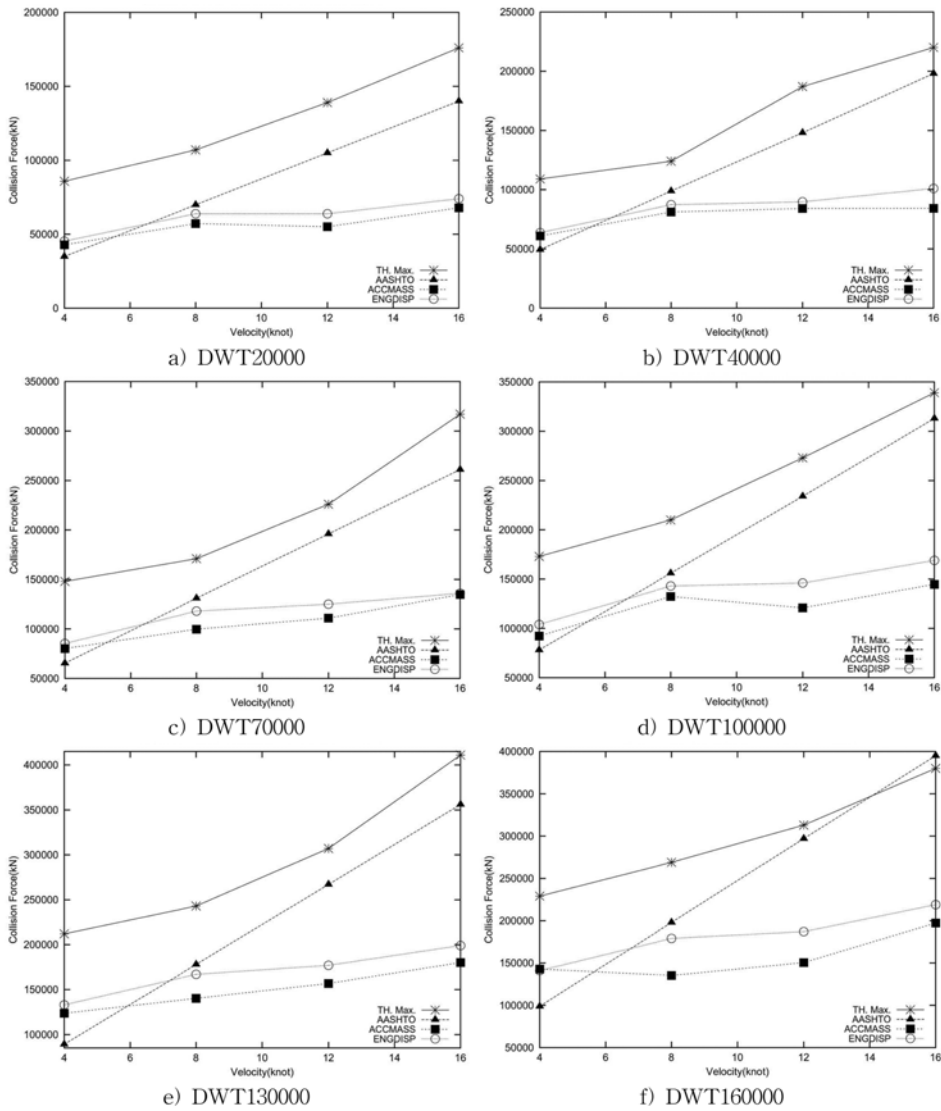 200000
150000
100000
50000
0
Collision Force(kN)
TH. Max.
AASHTO
ACCMASS
ENGDISP
4 6 8 10 12 14 16
Velocity(knot)
a) DWT20000
250000
200000
150000
100000
50000
0
Collision Force(kN)
TH. Max.
AASHTO
ACCMASS
ENGDISP
4 6 8 10 12 14 16
Velocity(knot)
b) DWT40000
350000
300000
250000
200000
150000
100000
50000
Collision Force(kN)
TH. Max.
AASHTO
ACCMASS
ENGDISP
4 6 8 10 12 14 16
Velocity(knot)
c) DWT70000
350000
300000
250000
200000
150000
100000
50000
Collision Force(kN)
TH. Max.
AASHTO
ACCMASS
ENGDISP
4 6 8 10 12 14 16
Velocity(knot)
d) DWT100000
400000
350000
300000
250000
200000
150000
100000
Collision Force(kN)
TH. Max.
AASHTO
ACCMASS
ENGDISP
4 6 8 10 12 14 16
Velocity(knot)
e) DWT130000
400000
350000
300000
250000
200000
150000
100000
50000
Collision Force(kN)
TH. Max.
AASHTO
ACCMASS
ENGDISP
4 6 8 10 12 14 16
Velocity(knot)
f) DWT160000